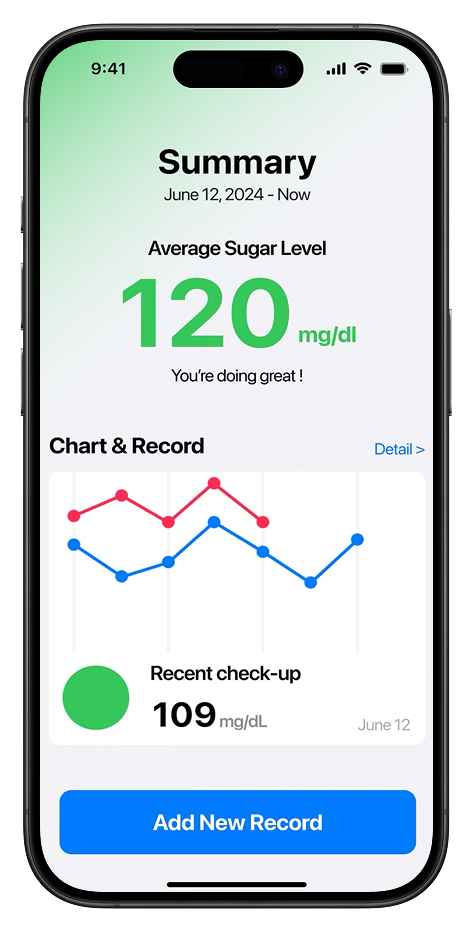 9:41
Summary
June 12, 2024 - Now
Average Sugar Level
120 mg/dl
You're doing great !
Chart & Record Detail >
Recent check-up
109 mg/dL June 12
Add New Record